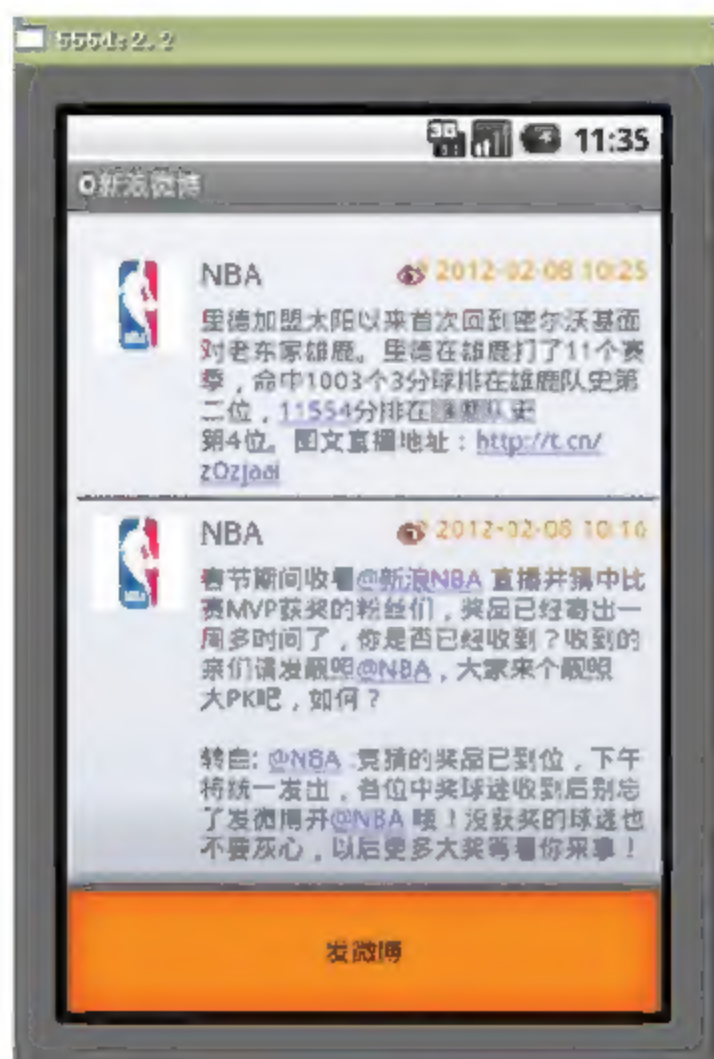 5554:2.2
3G 11:35
O新浪微博
NBA 2012-02-08 10:25
里德加盟太阳以来首次回到密尔沃基面
对老东家雄鹿。里德在雄鹿打了11个赛
季，命中1003个3分球排在雄鹿队史第
二位，11554分排在雄鹿队史
第4位。图文直播地址：http://t.cn/
zOzjaal
NBA 2012-02-08 10:16
春节期间收看@新浪NBA 直播并猜中比
赛MVP获奖的粉丝们，奖品已经寄出一
周多时间了，你是否已经收到？收到的
亲们请发靓照@NBA，大家来个靓照
大PK吧，如何？
转自: @NBA :竞猜的奖品已到位，下午
将统一发出，各位中奖球迷收到后别忘
了发微博并@NBA 噢！没获奖的球迷也
不要灰心，以后更多大奖等着你来拿！
发微博